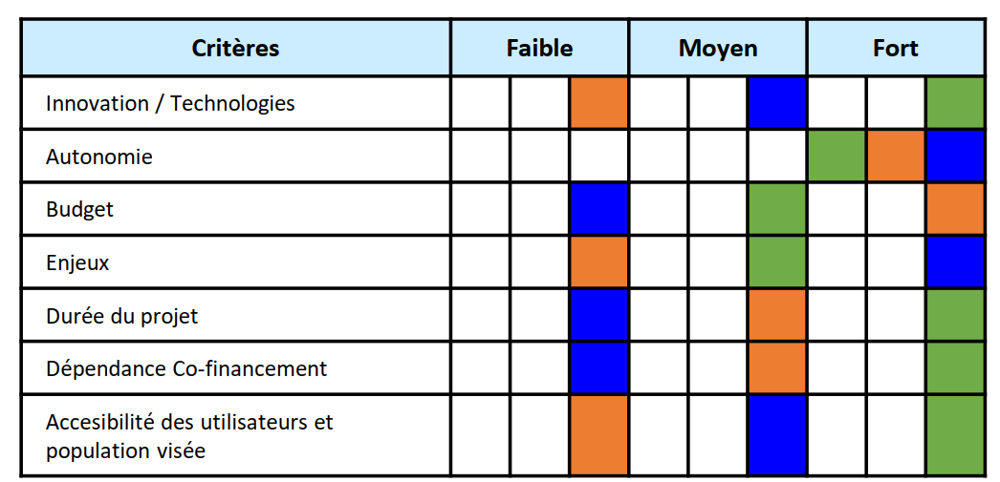 Critères Faible Moyen Fort
Innovation / Technologies
Autonomie
Budget
Enjeux
Durée du projet
Dépendance Co-financement
Accesibilité des utilisateurs et
population visée